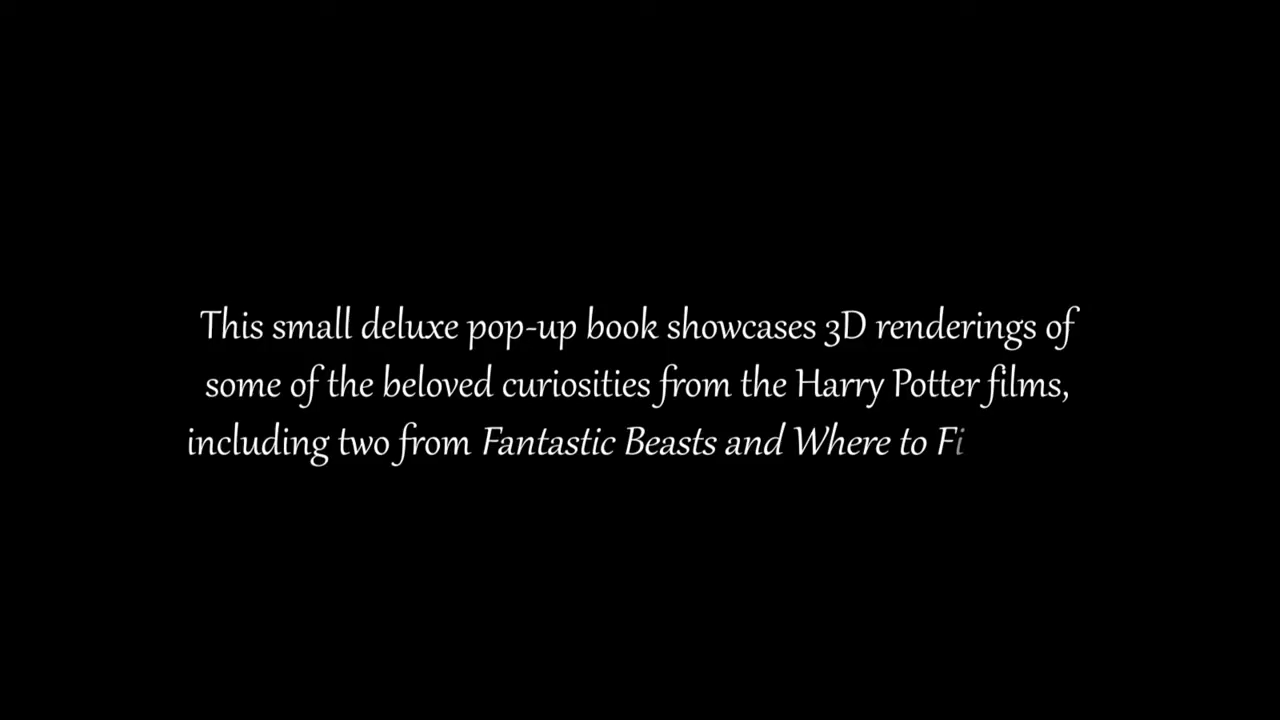 This small deluxe pop-up book showcases 3D renderings of
some of the beloved curiosities from the Harry Potter films,
including two from Fantastic Beasts and Where to Fi